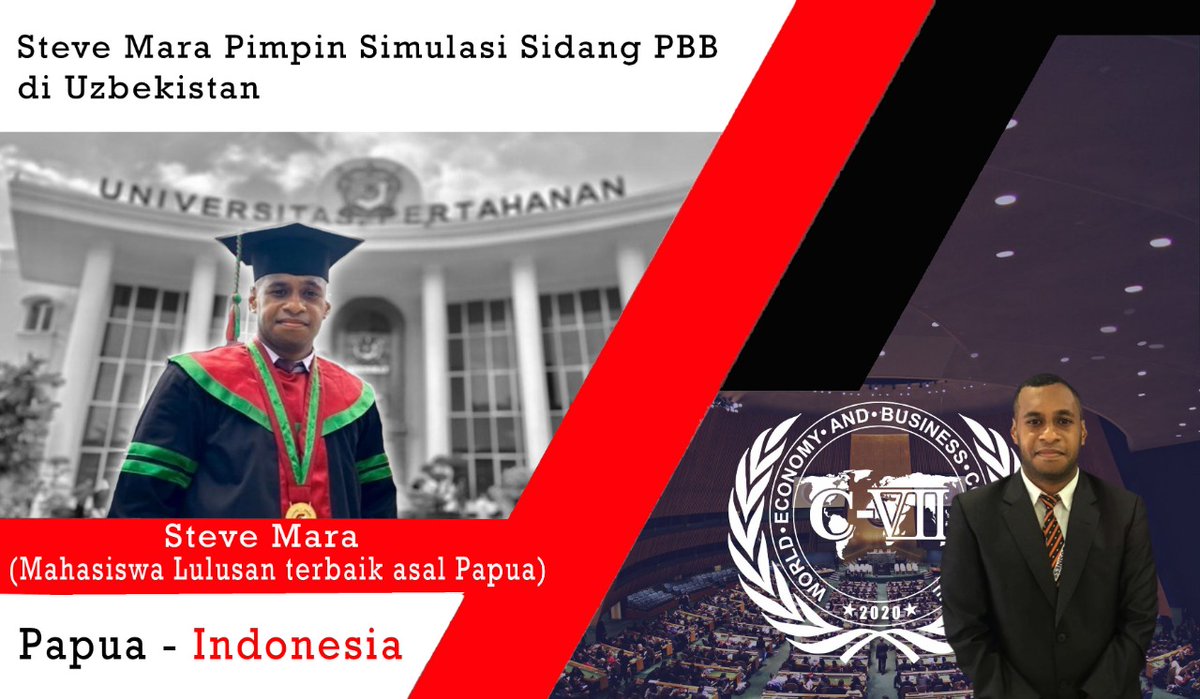 Steve Mara Pimpin Simulasi Sidang PBB
di Uzbekistan
UNIVERSITAS PERTAHANAN
Steve Mara
(Mahasiswa Lulusan terbaik asal Papua)
Papua - Indonesia
WORLD·ECONOMY·AND·BUSINESS
C-VII
★2020★